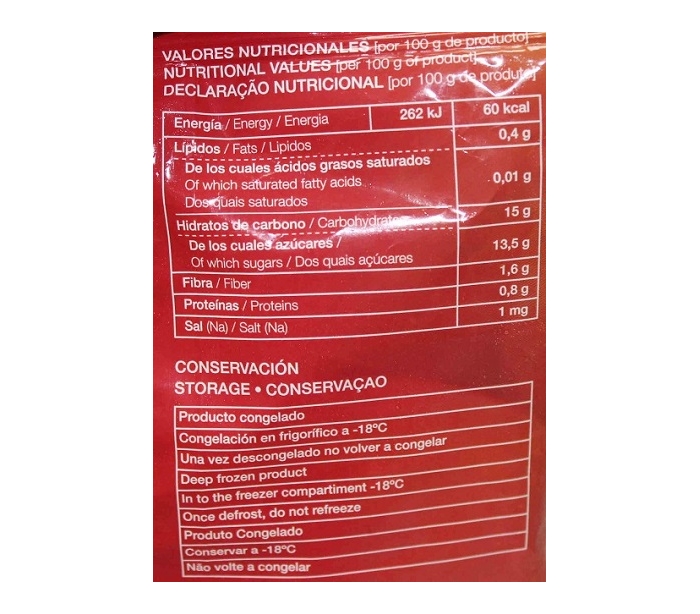 VALORES NUTRICIONALES [por 100 g de producto]
NUTRITIONAL VALUES [per 100 g of product]
DECLARAÇÃO NUTRICIONAL [por 100 g de produto]
Energía / Energy / Energia 262 kJ 60 kcal
Lípidos / Fats / Lipidos 0,4 g
De los cuales ácidos grasos saturados
Of which saturated fatty acids 0,01 g
Dos quais saturados
Hidratos de carbono / Carbohydrates 15 g
De los cuales azúcares /
Of which sugars / Dos quais açúcares 13,5 g
Fibra / Fiber 1,6 g
Proteínas / Proteins 0,8 g
Sal (Na) / Salt (Na) 1 mg
CONSERVACIÓN
STORAGE • CONSERVAÇAO
Producto congelado
Congelación en frigorífico a -18ºC
Una vez descongelado no volver a congelar
Deep frozen product
In to the freezer compartiment -18ºC
Once defrost, do not refreeze
Produto Congelado
Conservar a -18ºC
Não volte a congelar